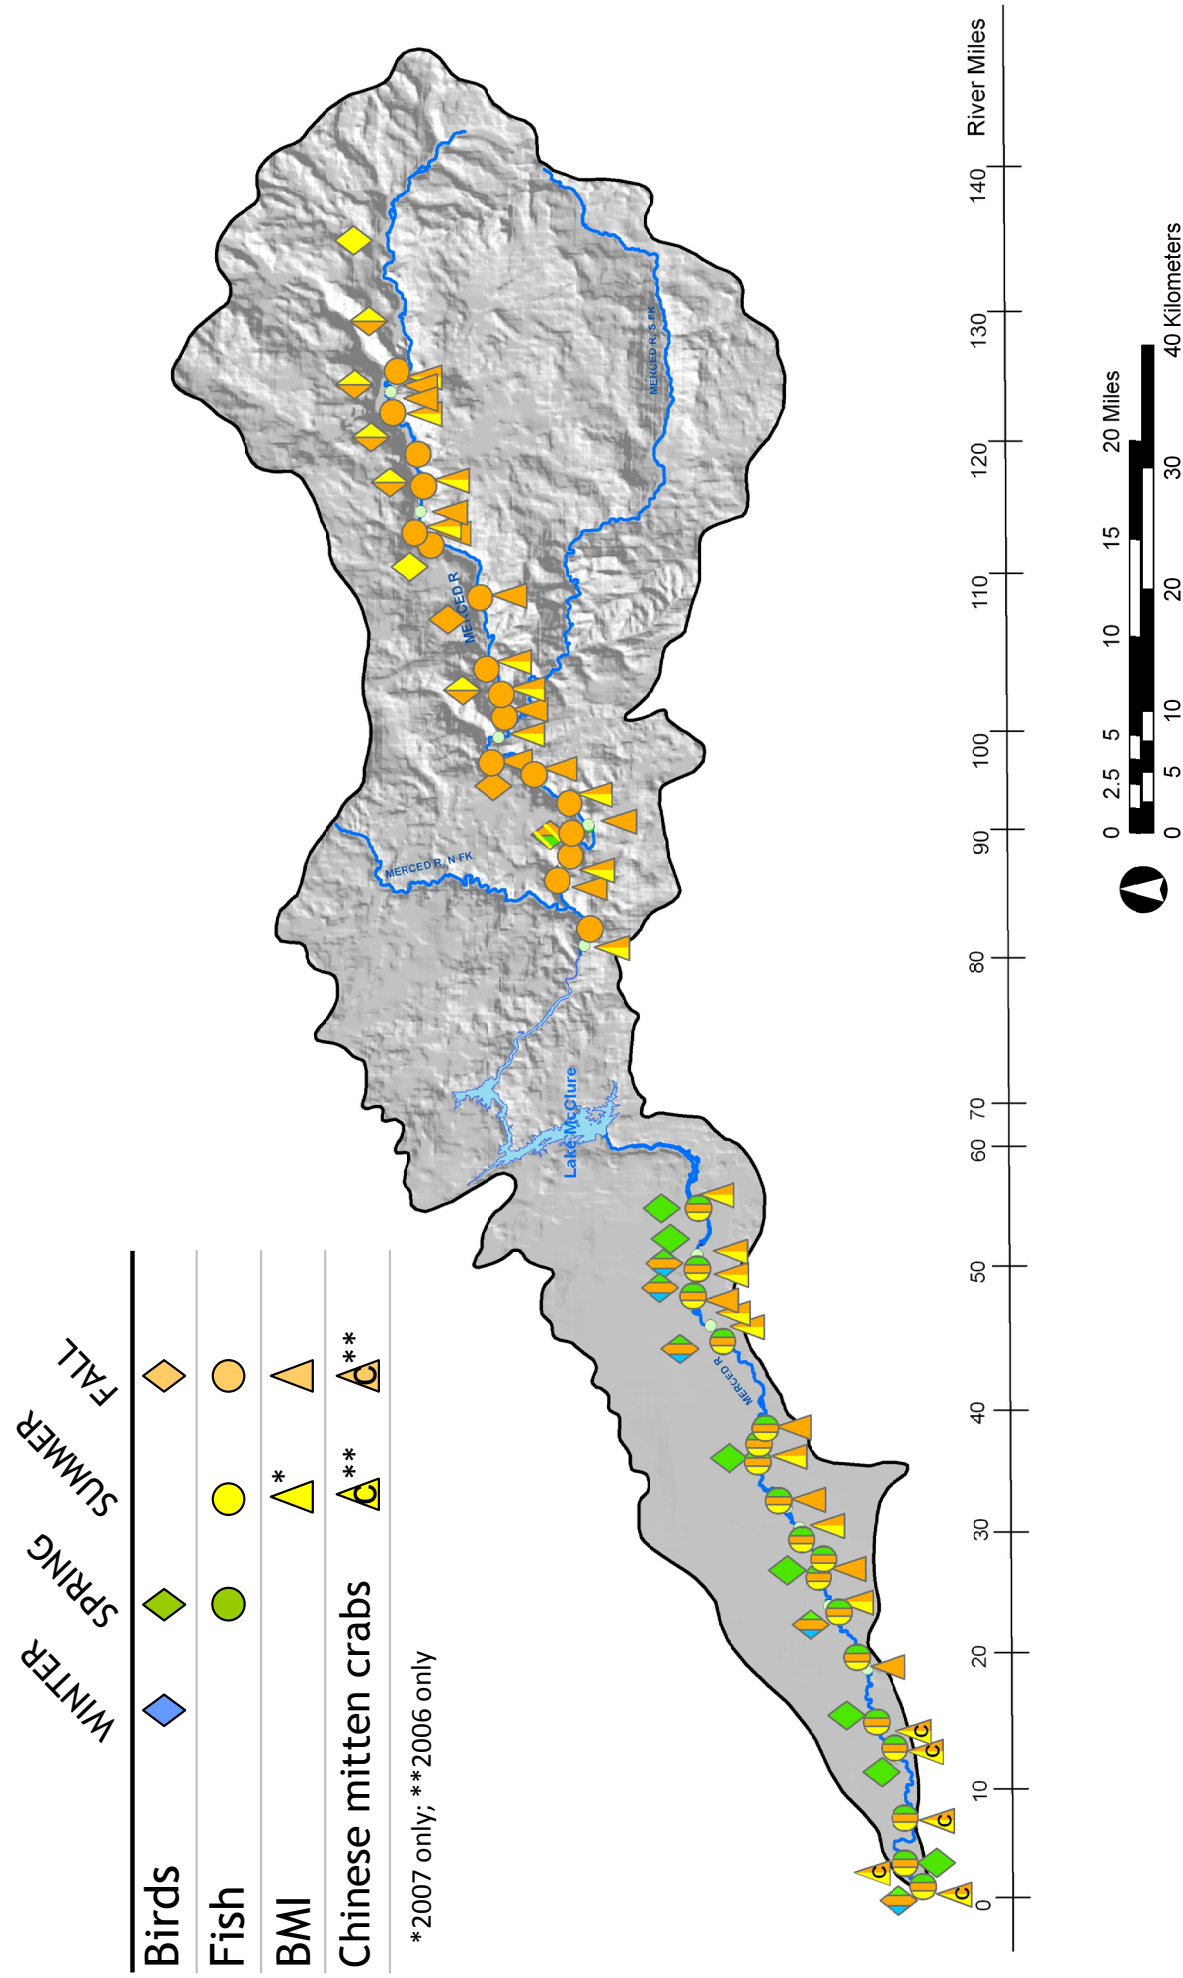 WINTER SPRING SUMMER FALL
Birds
Fish
BMI *
Chinese mitten crabs C** C**
*2007 only; **2006 only
MERCED R, N FK
MERCED R
MERCED R, S FK
Lake McClure
MERCED R
C
C
C
C
C
River Miles
0 10 20 30 40 50 60 70 80 90 100 110 120 130 140
0 2.5 5 10 15 20 Miles
0 5 10 20 30 40 Kilometers